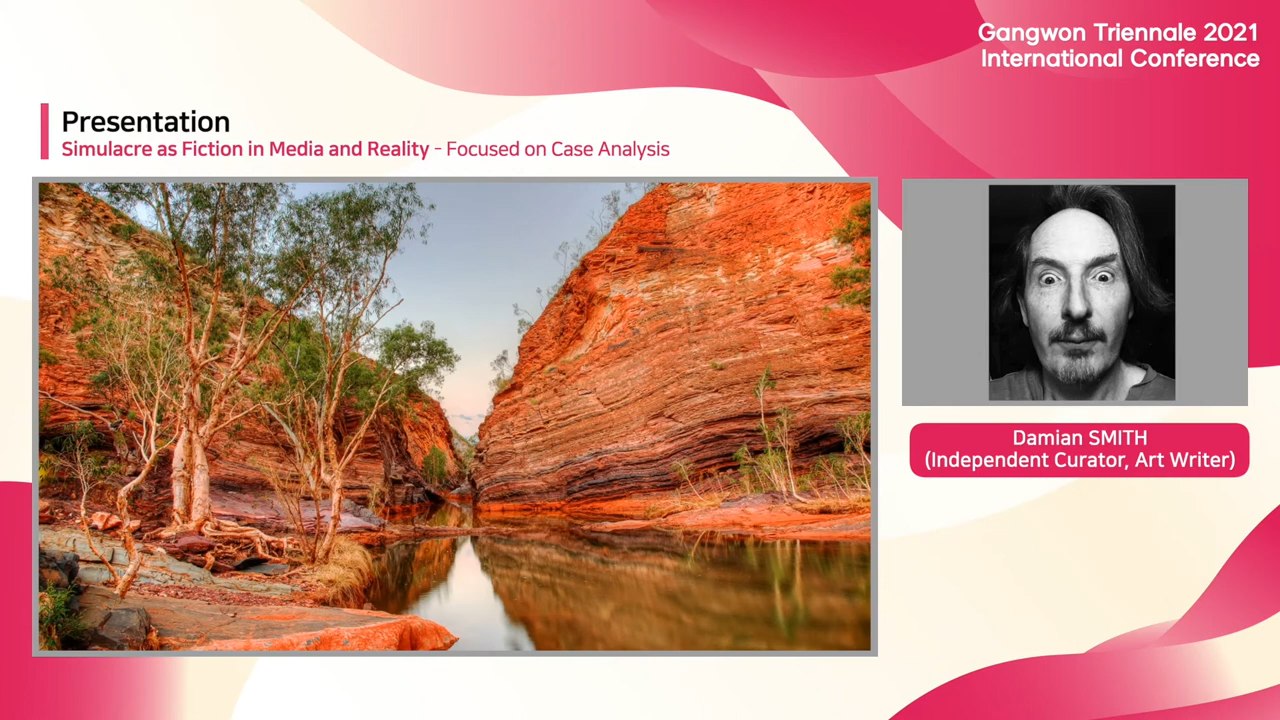 Gangwon Triennale 2021
International Conference
Presentation
Simulacre as Fiction in Media and Reality - Focused on Case Analysis
Damian SMITH
(Independent Curator, Art Writer)